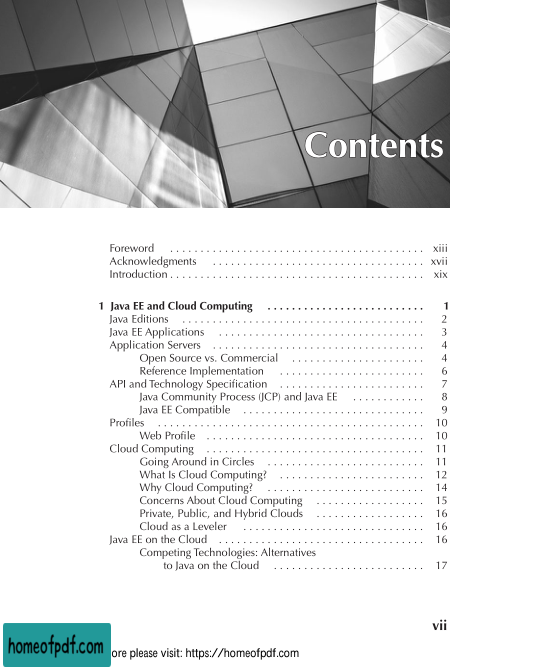 Contents
Foreword . . . . . . . . . . . . . . . . . . . . . . . . . . . . . . . . . . . . . . . . . . xiii
Acknowledgments . . . . . . . . . . . . . . . . . . . . . . . . . . . . . . . . . . . xvii
Introduction . . . . . . . . . . . . . . . . . . . . . . . . . . . . . . . . . . . . . . . . . . xix
1 Java EE and Cloud Computing . . . . . . . . . . . . . . . . . . . . . . . . . . 1
Java Editions . . . . . . . . . . . . . . . . . . . . . . . . . . . . . . . . . . . . . . . . 2
Java EE Applications . . . . . . . . . . . . . . . . . . . . . . . . . . . . . . . . . . 3
Application Servers . . . . . . . . . . . . . . . . . . . . . . . . . . . . . . . . . . . 4
Open Source vs. Commercial . . . . . . . . . . . . . . . . . . . . . . 4
Reference Implementation . . . . . . . . . . . . . . . . . . . . . . . . 6
API and Technology Specification . . . . . . . . . . . . . . . . . . . . . . . . 7
Java Community Process (JCP) and Java EE . . . . . . . . . . . . 8
Java EE Compatible . . . . . . . . . . . . . . . . . . . . . . . . . . . . . . 9
Profiles . . . . . . . . . . . . . . . . . . . . . . . . . . . . . . . . . . . . . . . . . . . . 10
Web Profile . . . . . . . . . . . . . . . . . . . . . . . . . . . . . . . . . . . . 10
Cloud Computing . . . . . . . . . . . . . . . . . . . . . . . . . . . . . . . . . . . . 11
Going Around in Circles . . . . . . . . . . . . . . . . . . . . . . . . . . 11
What Is Cloud Computing? . . . . . . . . . . . . . . . . . . . . . . . . 12
Why Cloud Computing? . . . . . . . . . . . . . . . . . . . . . . . . . . 14
Concerns About Cloud Computing . . . . . . . . . . . . . . . . . . 15
Private, Public, and Hybrid Clouds . . . . . . . . . . . . . . . . . . 16
Cloud as a Leveler . . . . . . . . . . . . . . . . . . . . . . . . . . . . . . 16
Java EE on the Cloud . . . . . . . . . . . . . . . . . . . . . . . . . . . . . . . . . . 16
Competing Technologies: Alternatives
to Java on the Cloud . . . . . . . . . . . . . . . . . . . . . . . . . 17
vii
homeofpdf.com
ore please visit: https://homeofpdf.com